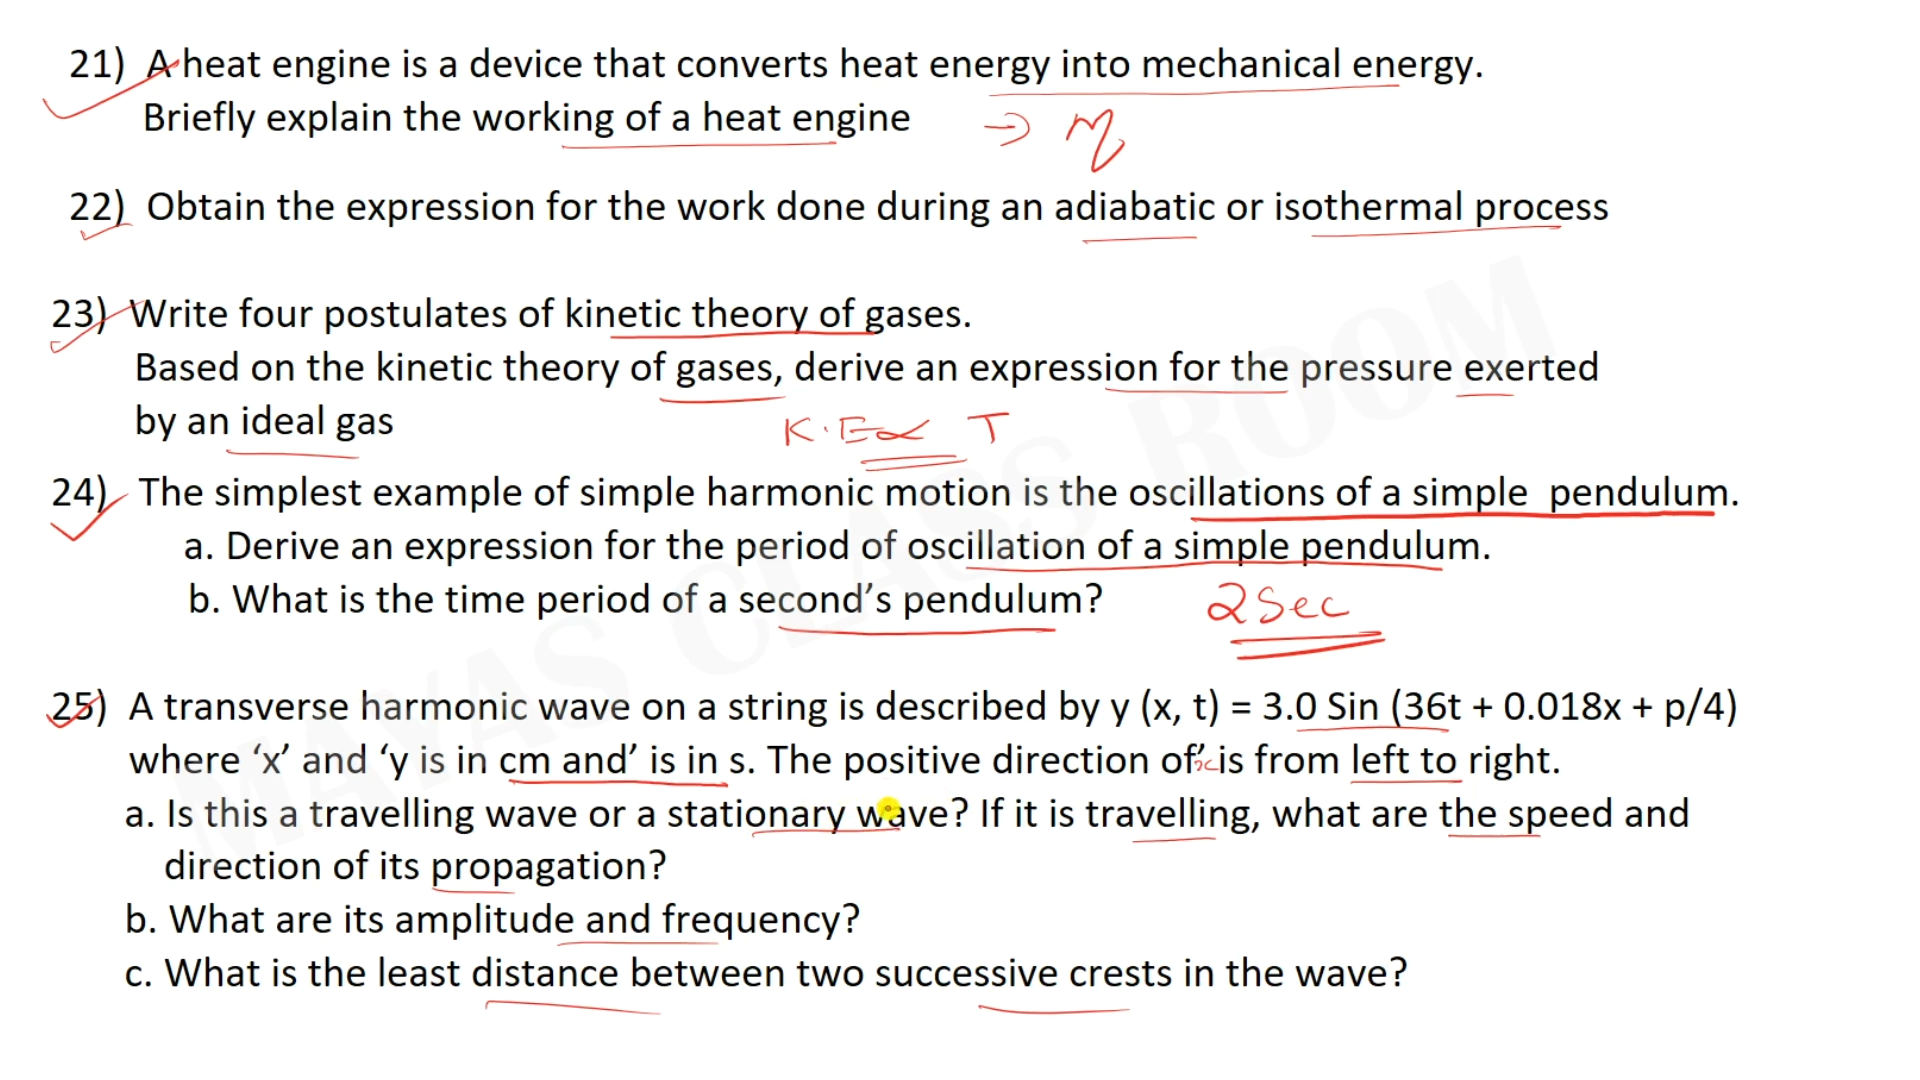 21) A heat engine is a device that converts heat energy into mechanical energy.
Briefly explain the working of a heat engine → η
22) Obtain the expression for the work done during an adiabatic or isothermal process
23) Write four postulates of kinetic theory of gases.
Based on the kinetic theory of gases, derive an expression for the pressure exerted
by an ideal gas K.E ∝ T
24) The simplest example of simple harmonic motion is the oscillations of a simple pendulum.
a. Derive an expression for the period of oscillation of a simple pendulum.
b. What is the time period of a second's pendulum? 2 Sec
25) A transverse harmonic wave on a string is described by y (x, t) = 3.0 Sin (36t + 0.018x + p/4)
where ‘x’ and ‘y is in cm and’ is in s. The positive direction of’x is from left to right.
a. Is this a travelling wave or a stationary wave? If it is travelling, what are the speed and
direction of its propagation?
b. What are its amplitude and frequency?
c. What is the least distance between two successive crests in the wave?
MAYAS CLASS ROOM